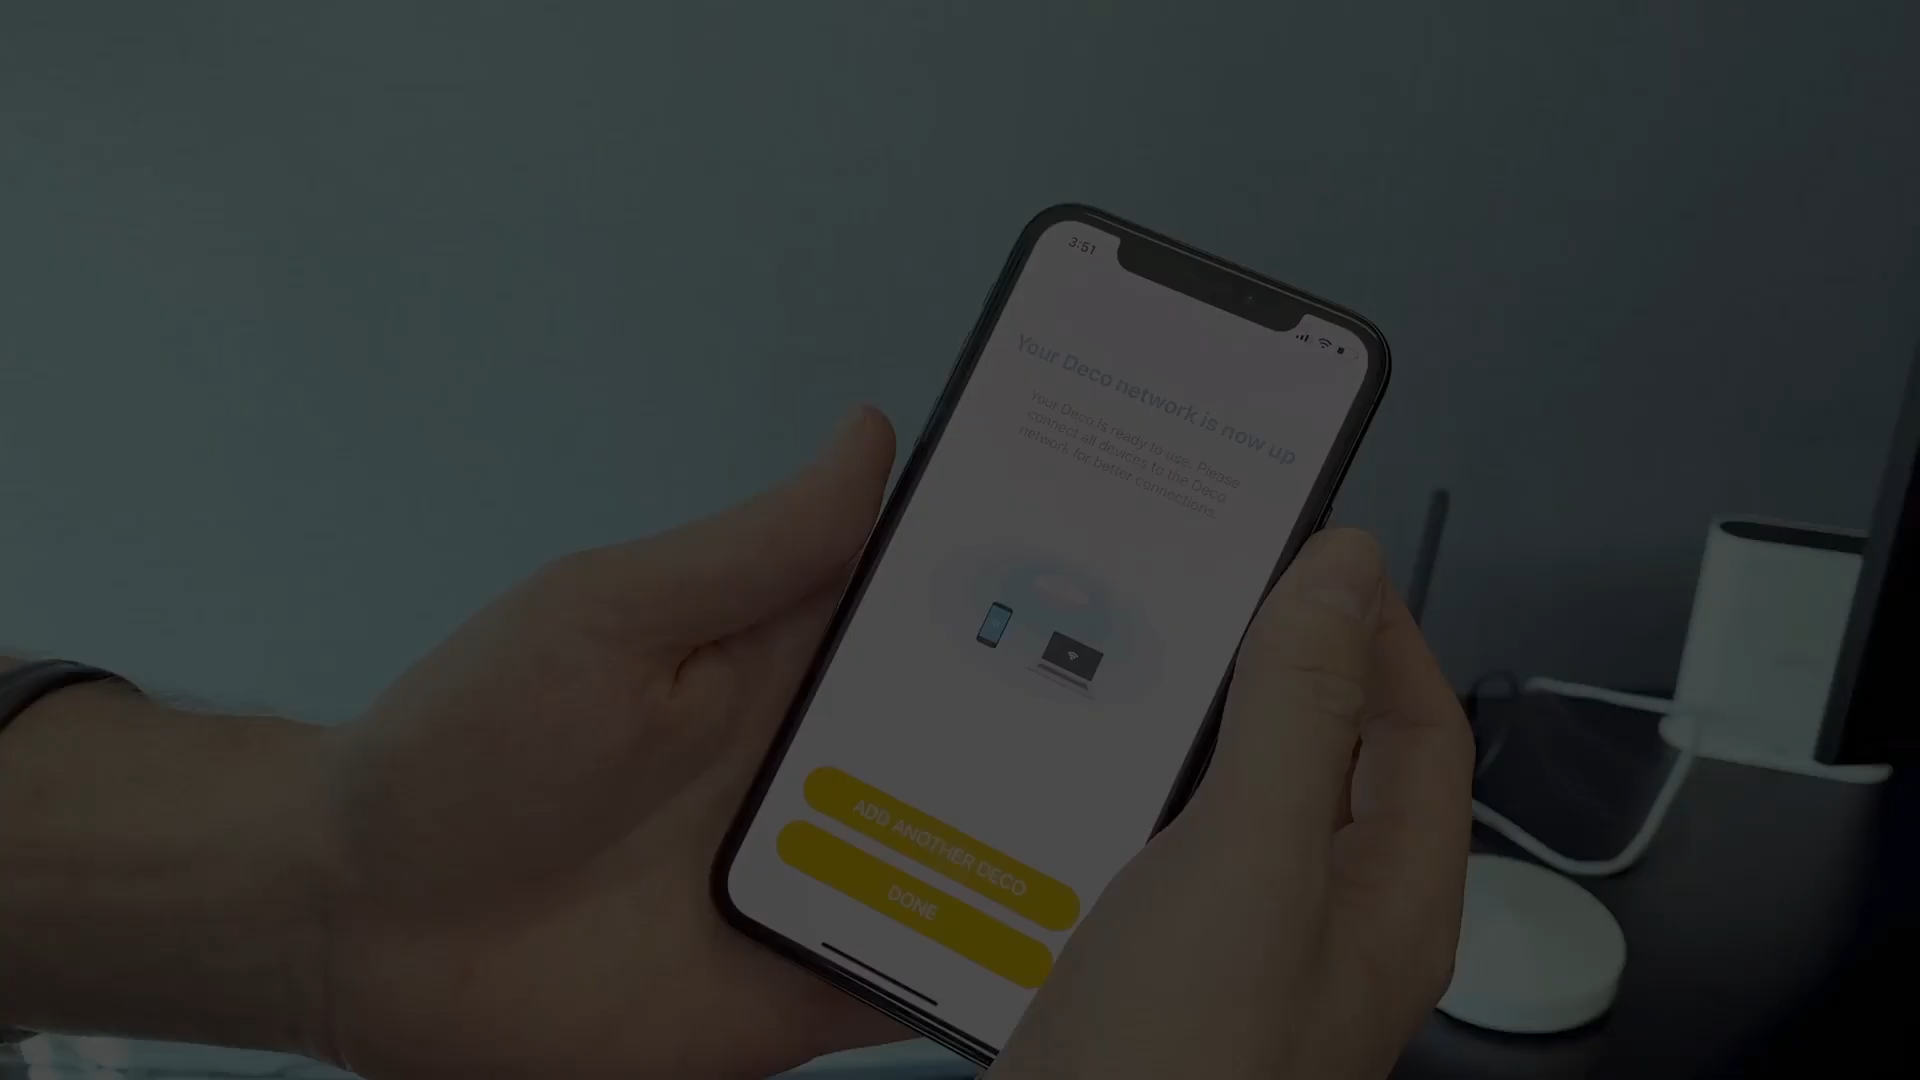 3:51
Your Deco network is now up
Your Deco is ready to use. Please
connect all devices to the Deco
network for better connections.
ADD ANOTHER DECO
DONE